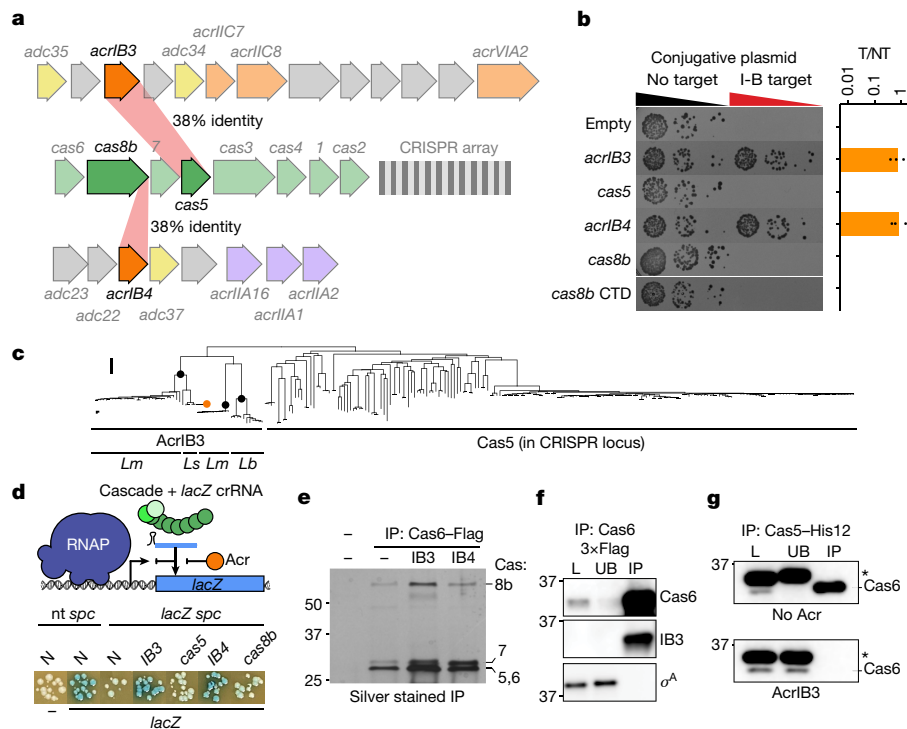 a
adc35
acrIB3
acrIIC7
adc34
acrIIC8
acrVIA2
38% identity
cas6
cas8b
7
cas5
cas3
cas4
1
cas2
CRISPR array
38% identity
adc23
adc22
acrIB4
adc37
acrIIA16
acrIIA1
acrIIA2
b
Conjugative plasmid
No target
I-B target
T/NT
0.01
0.1
1
Empty
acrIB3
cas5
acrIB4
cas8b
cas8b CTD
c
AcrIB3
Cas5 (in CRISPR locus)
Lm
Ls
Lm
Lb
d
Cascade + lacZ crRNA
RNAP
Acr
lacZ
nt spc
lacZ spc
N
N
N
IB3
cas5
IB4
cas8b
–
lacZ
e
IP: Cas6–Flag
–
–
IB3
IB4
Cas:
8b
50
37
7
5,6
25
Silver stained IP
f
IP: Cas6
3×Flag
L
UB
IP
37
Cas6
IB3
37
σA
g
IP: Cas5–His12
L
UB
IP
37
*
Cas6
No Acr
*
Cas6
AcrIB3